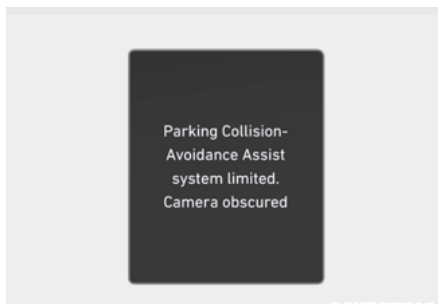 Parking Collision-
Avoidance Assist
system limited.
Camera obscured